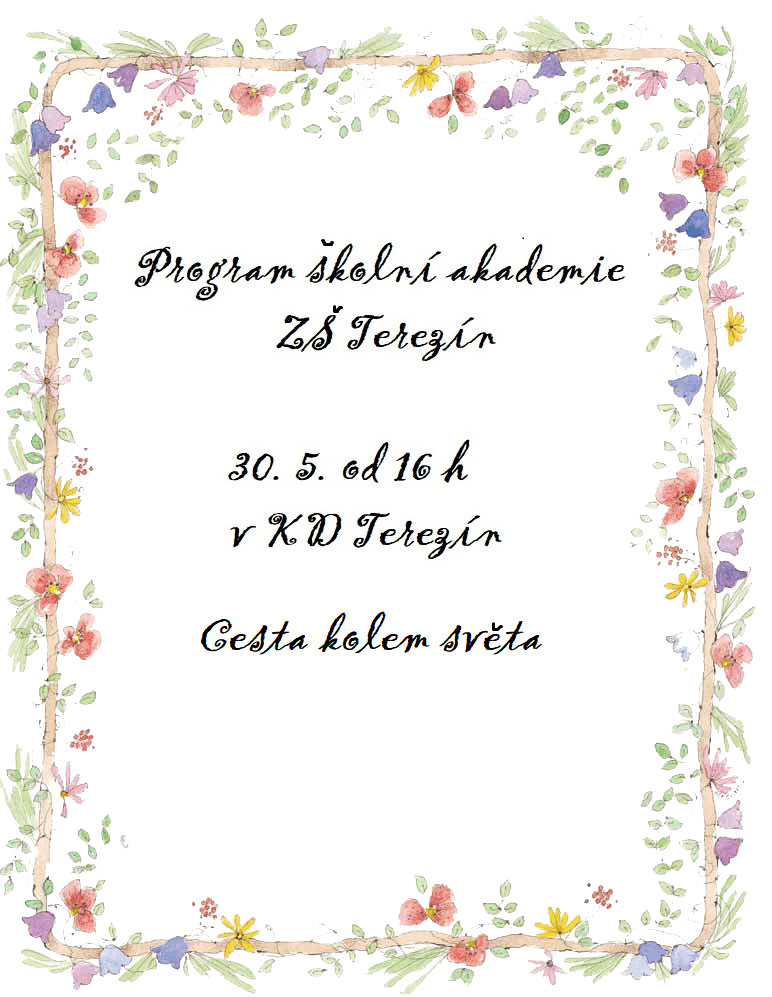 Program školní akademie
ZŠ Terezín
30. 5. od 16 h
v KD Terezín
Cesta kolem světa